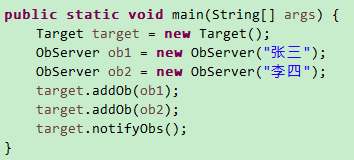 public static void main(String[] args) {
    Target target = new Target();
    ObServer ob1 = new ObServer("张三");
    ObServer ob2 = new ObServer("李四");
    target.addOb(ob1);
    target.addOb(ob2);
    target.notifyObs();
}